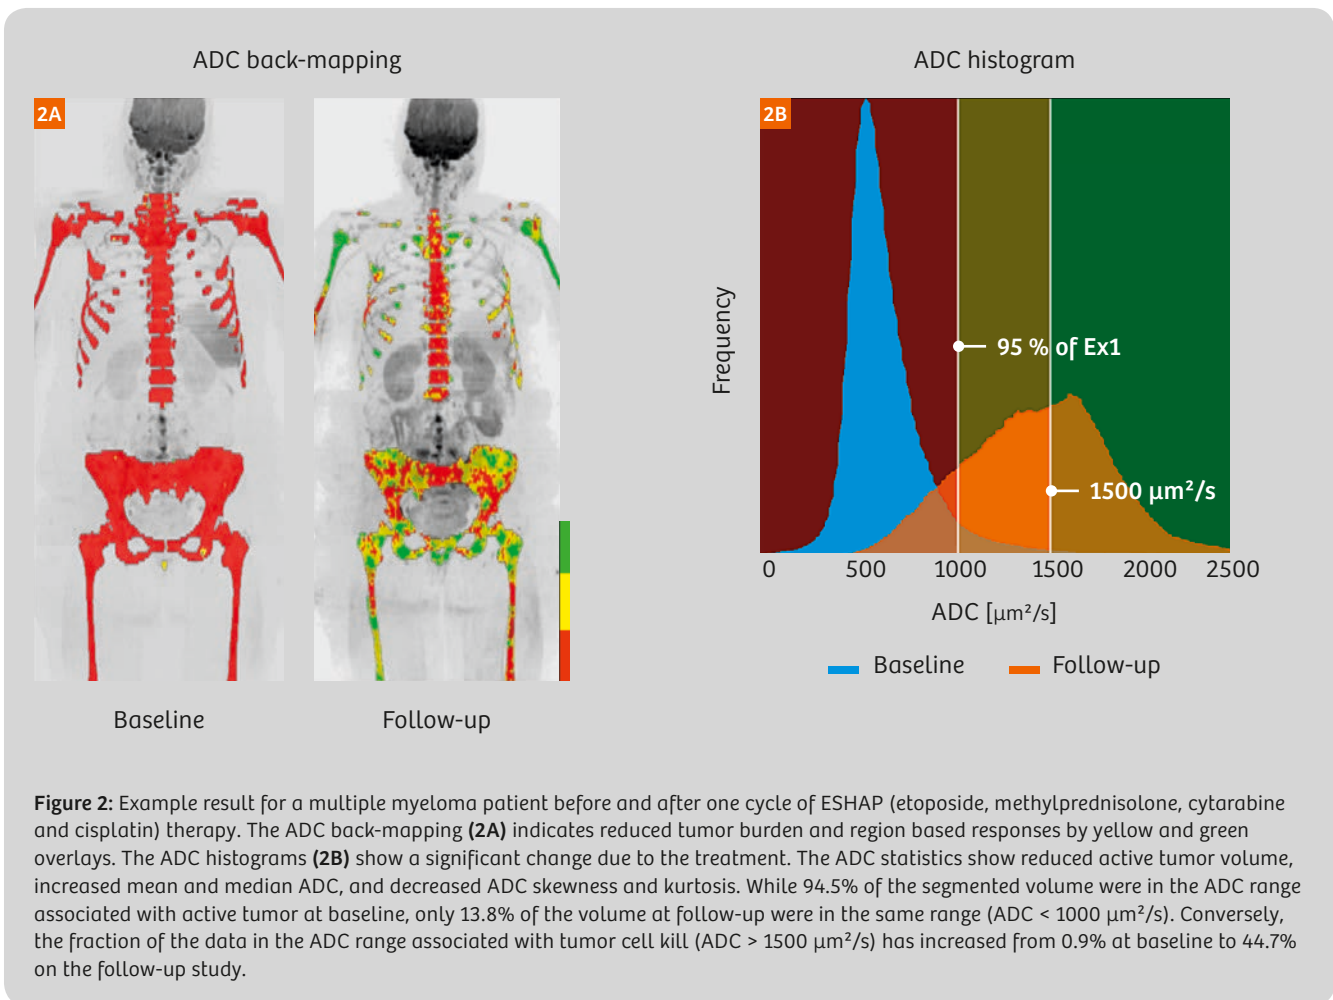 ADC back-mapping
ADC histogram
2A
2B
Frequency
95 % of Ex1
1500 µm²/s
0 500 1000 1500 2000 2500
ADC [µm²/s]
Baseline Follow-up
Baseline
Follow-up
Figure 2: Example result for a multiple myeloma patient before and after one cycle of ESHAP (etoposide, methylprednisolone, cytarabine
and cisplatin) therapy. The ADC back-mapping (2A) indicates reduced tumor burden and region based responses by yellow and green
overlays. The ADC histograms (2B) show a significant change due to the treatment. The ADC statistics show reduced active tumor volume,
increased mean and median ADC, and decreased ADC skewness and kurtosis. While 94.5% of the segmented volume were in the ADC range
associated with active tumor at baseline, only 13.8% of the volume at follow-up were in the same range (ADC < 1000 µm²/s). Conversely,
the fraction of the data in the ADC range associated with tumor cell kill (ADC > 1500 µm²/s) has increased from 0.9% at baseline to 44.7%
on the follow-up study.